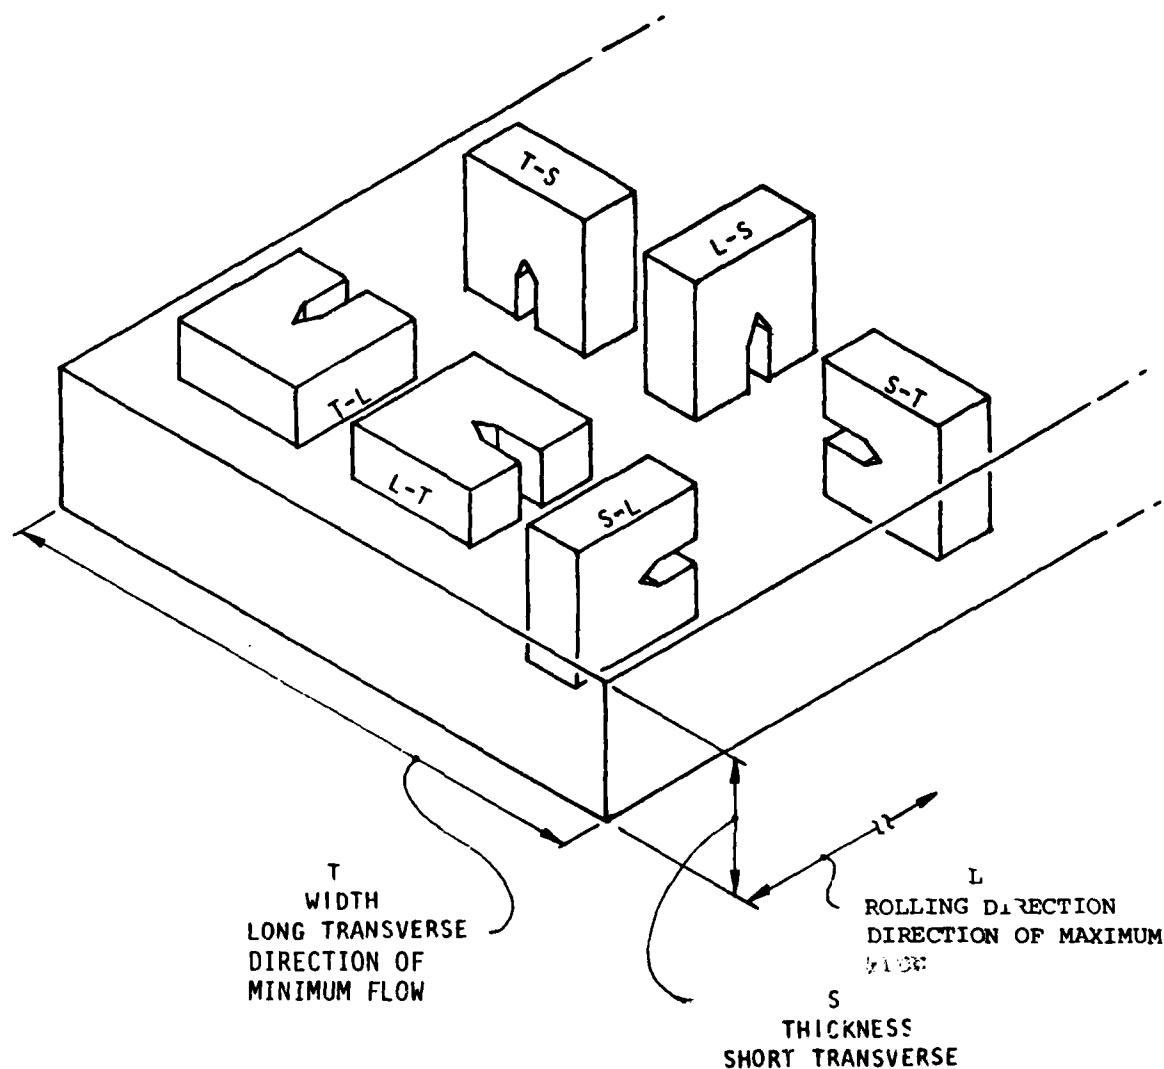 T-S
L-S
S-T
T-L
L-T
S-L
T
WIDTH
LONG TRANSVERSE
DIRECTION OF
MINIMUM FLOW
L
ROLLING DIRECTION
DIRECTION OF MAXIMUM
S
THICKNESS
SHORT TRANSVERSE